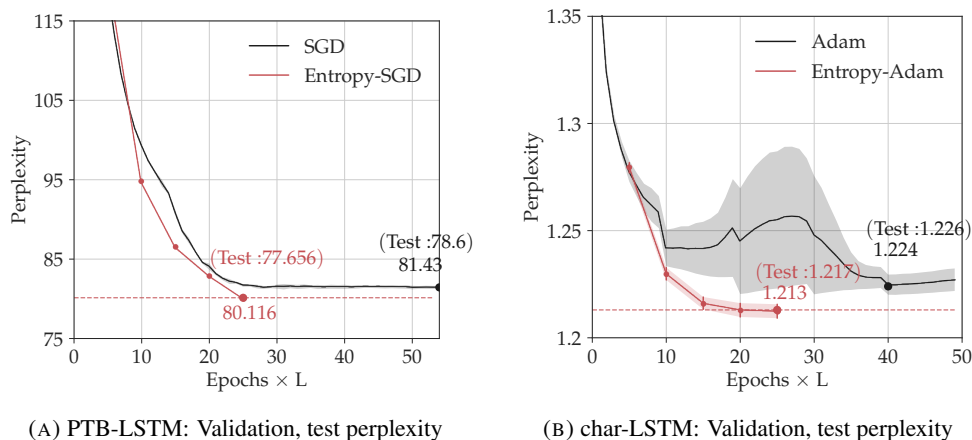 115
105
95
85
75
Perplexity
SGD
Entropy-SGD
(Test :77.656)
80.116
(Test :78.6)
81.43
0 10 20 30 40 50
Epochs × L
(A) PTB-LSTM: Validation, test perplexity
1.35
1.3
1.25
1.2
Perplexity
Adam
Entropy-Adam
(Test :1.226)
1.224
(Test :1.217)
1.213
0 10 20 30 40 50
Epochs × L
(B) char-LSTM: Validation, test perplexity